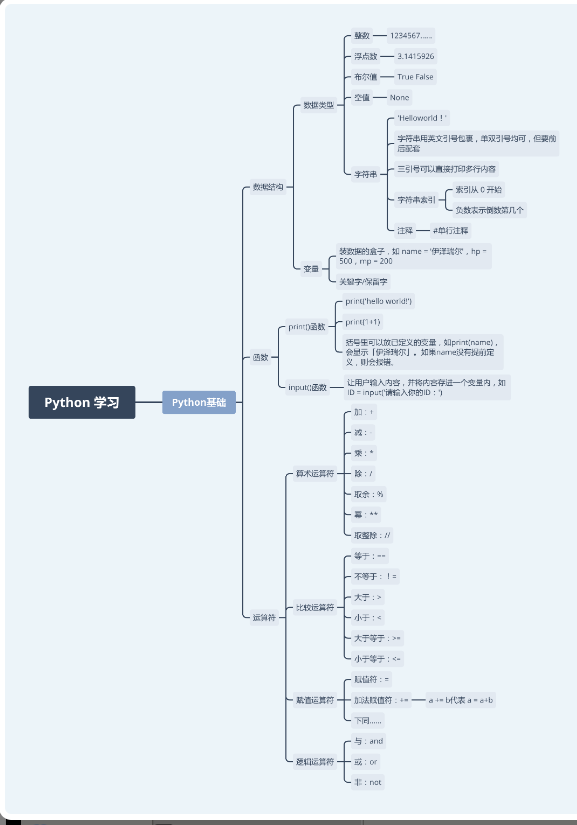 Python 学习
Python基础
数据结构
数据类型
整数
1234567......
浮点数
3.1415926
布尔值
True False
空值
None
字符串
'Helloworld！'
字符串用英文引号包裹，单双引号均可，但要前
后配套
三引号可以直接打印多行内容
字符串索引
索引从 0 开始
负数表示倒数第几个
注释
#单行注释
变量
装数据的盒子，如 name = '伊泽瑞尔'，hp =
500，mp = 200
关键字/保留字
函数
print()函数
print('hello world!')
print('1+1)
括号里可以放已定义的变量，如print(name)，
会显示「伊泽瑞尔」。如果name没有提前定
义，则会报错。
input()函数
让用户输入内容，并将内容存进一个变量内，如
ID = input('请输入你的ID：')
运算符
算术运算符
加：+
减：-
乘：*
除：/
取余：%
幂：**
取整除：//
比较运算符
等于：==
不等于：！=
大于：>
小于：<
大于等于：>=
小于等于：<=
赋值运算符
赋值符：=
加法赋值符：+=
a += b代表 a = a+b
下同......
逻辑运算符
与：and
或：or
非：not